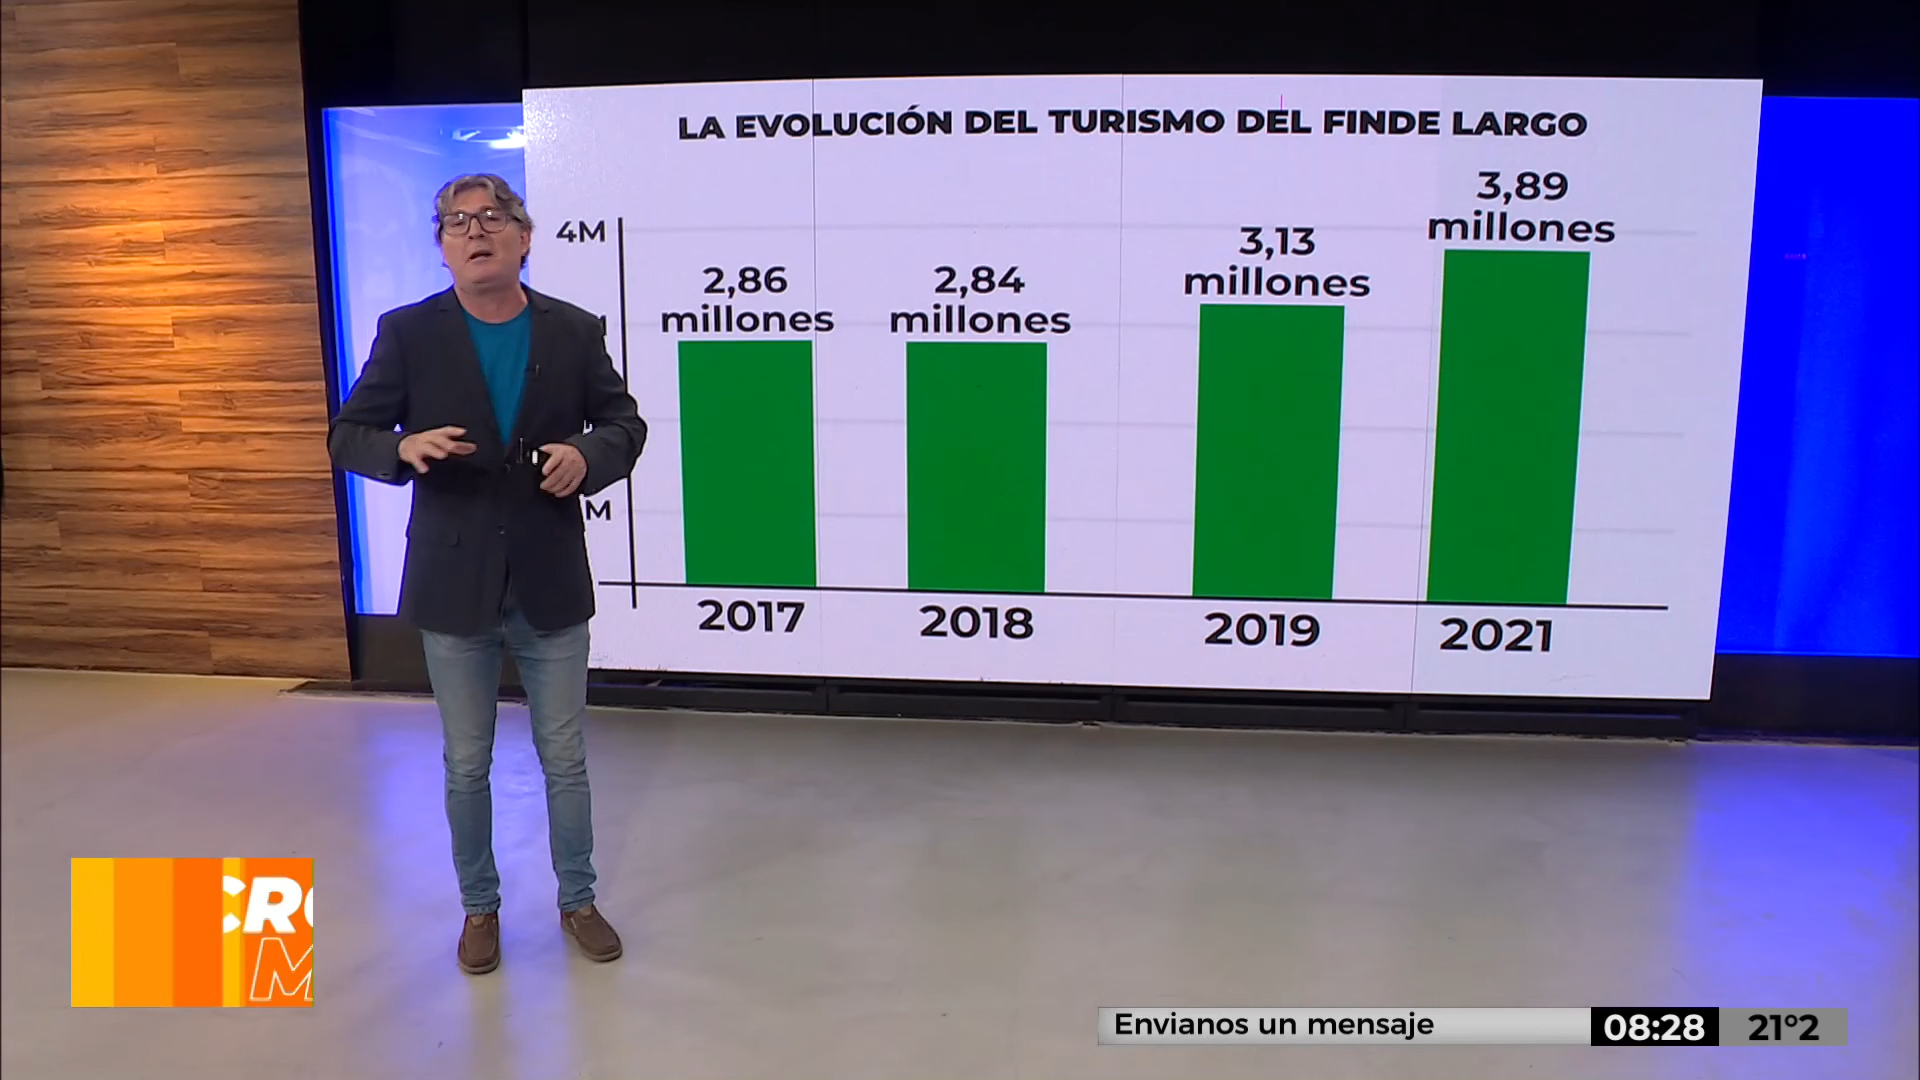 LA EVOLUCIÓN DEL TURISMO DEL FINDE LARGO
4M
M
2,86
millones
2,84
millones
3,13
millones
3,89
millones
2017
2018
2019
2021
CRO
M
Envianos un mensaje
08:28
21°2